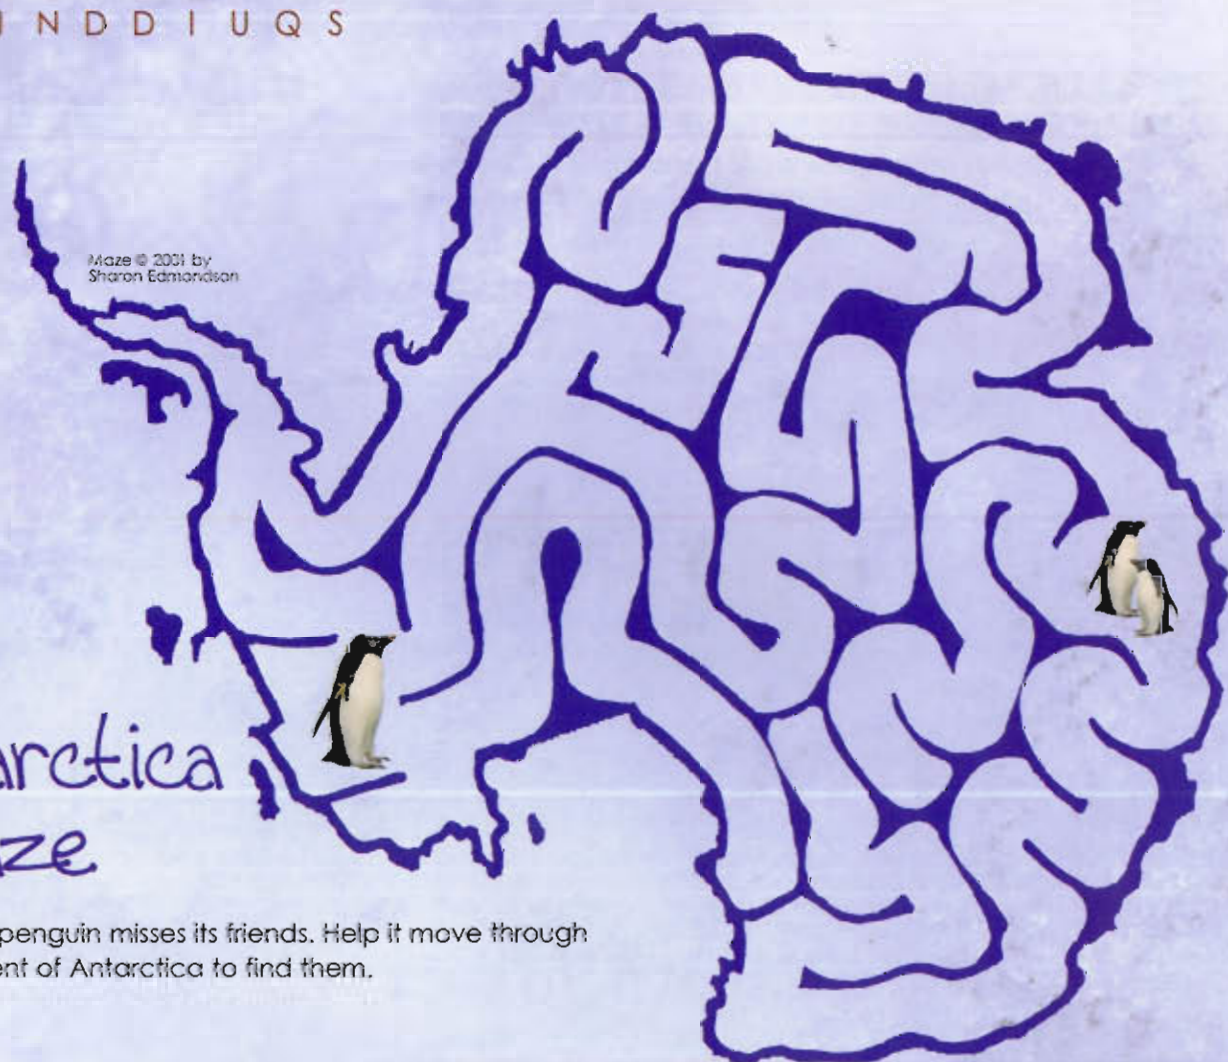 I N D D I U Q S
Maze © 2001 by
Sharon Edmondson
arctica
aze
penguin misses its friends. Help it move through
ent of Antarctica to find them.